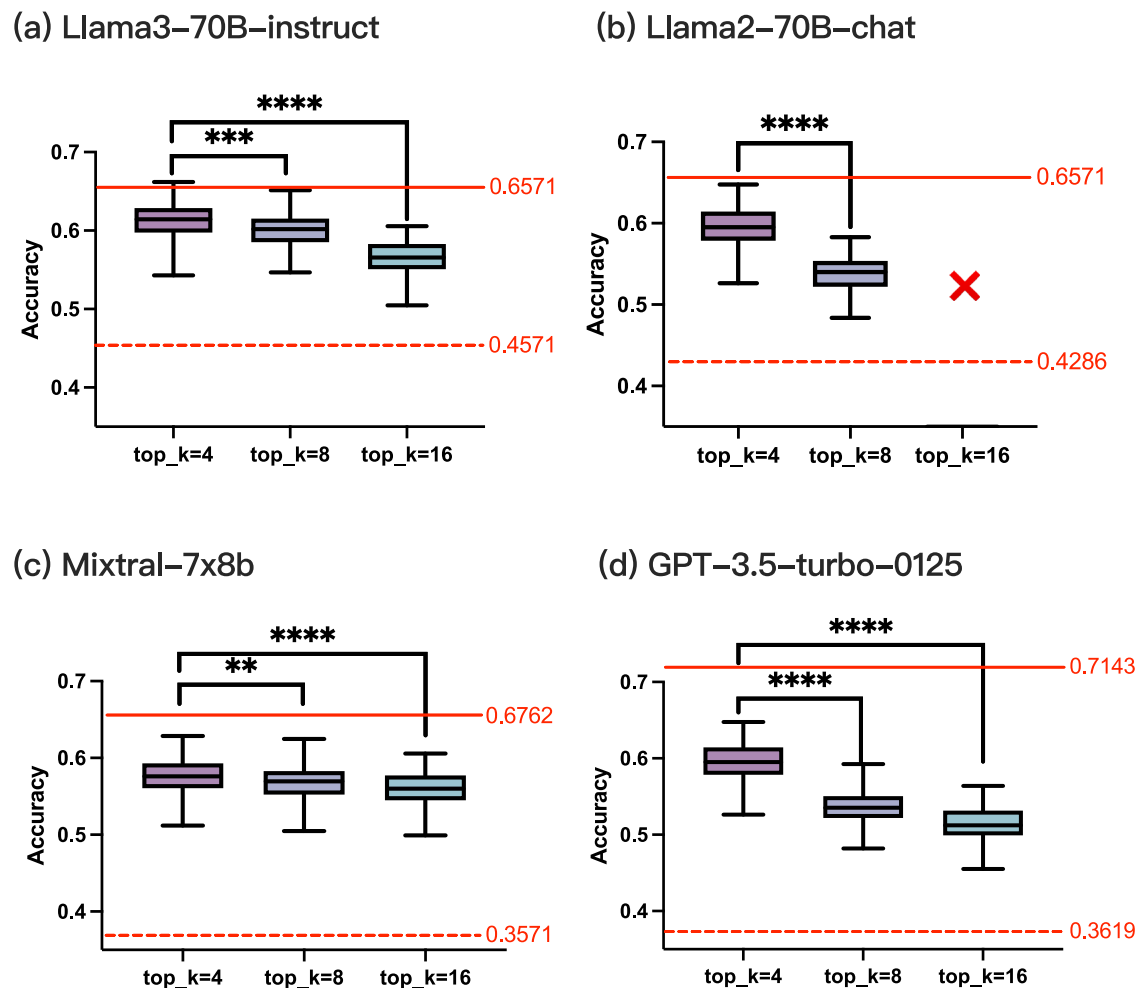 (a) Llama3-70B-instruct
****
***
0.7
0.6571
0.6
0.5
0.4571
0.4
Accuracy
top_k=4 top_k=8 top_k=16
(b) Llama2-70B-chat
****
0.7
0.6571
0.6
0.5
0.4286
0.4
Accuracy
top_k=4 top_k=8 top_k=16
(c) Mixtral-7x8b
****
**
0.7
0.6762
0.6
0.5
0.4
0.3571
Accuracy
top_k=4 top_k=8 top_k=16
(d) GPT-3.5-turbo-0125
****
0.7143
****
0.7
0.6
0.5
0.4
0.3619
Accuracy
top_k=4 top_k=8 top_k=16